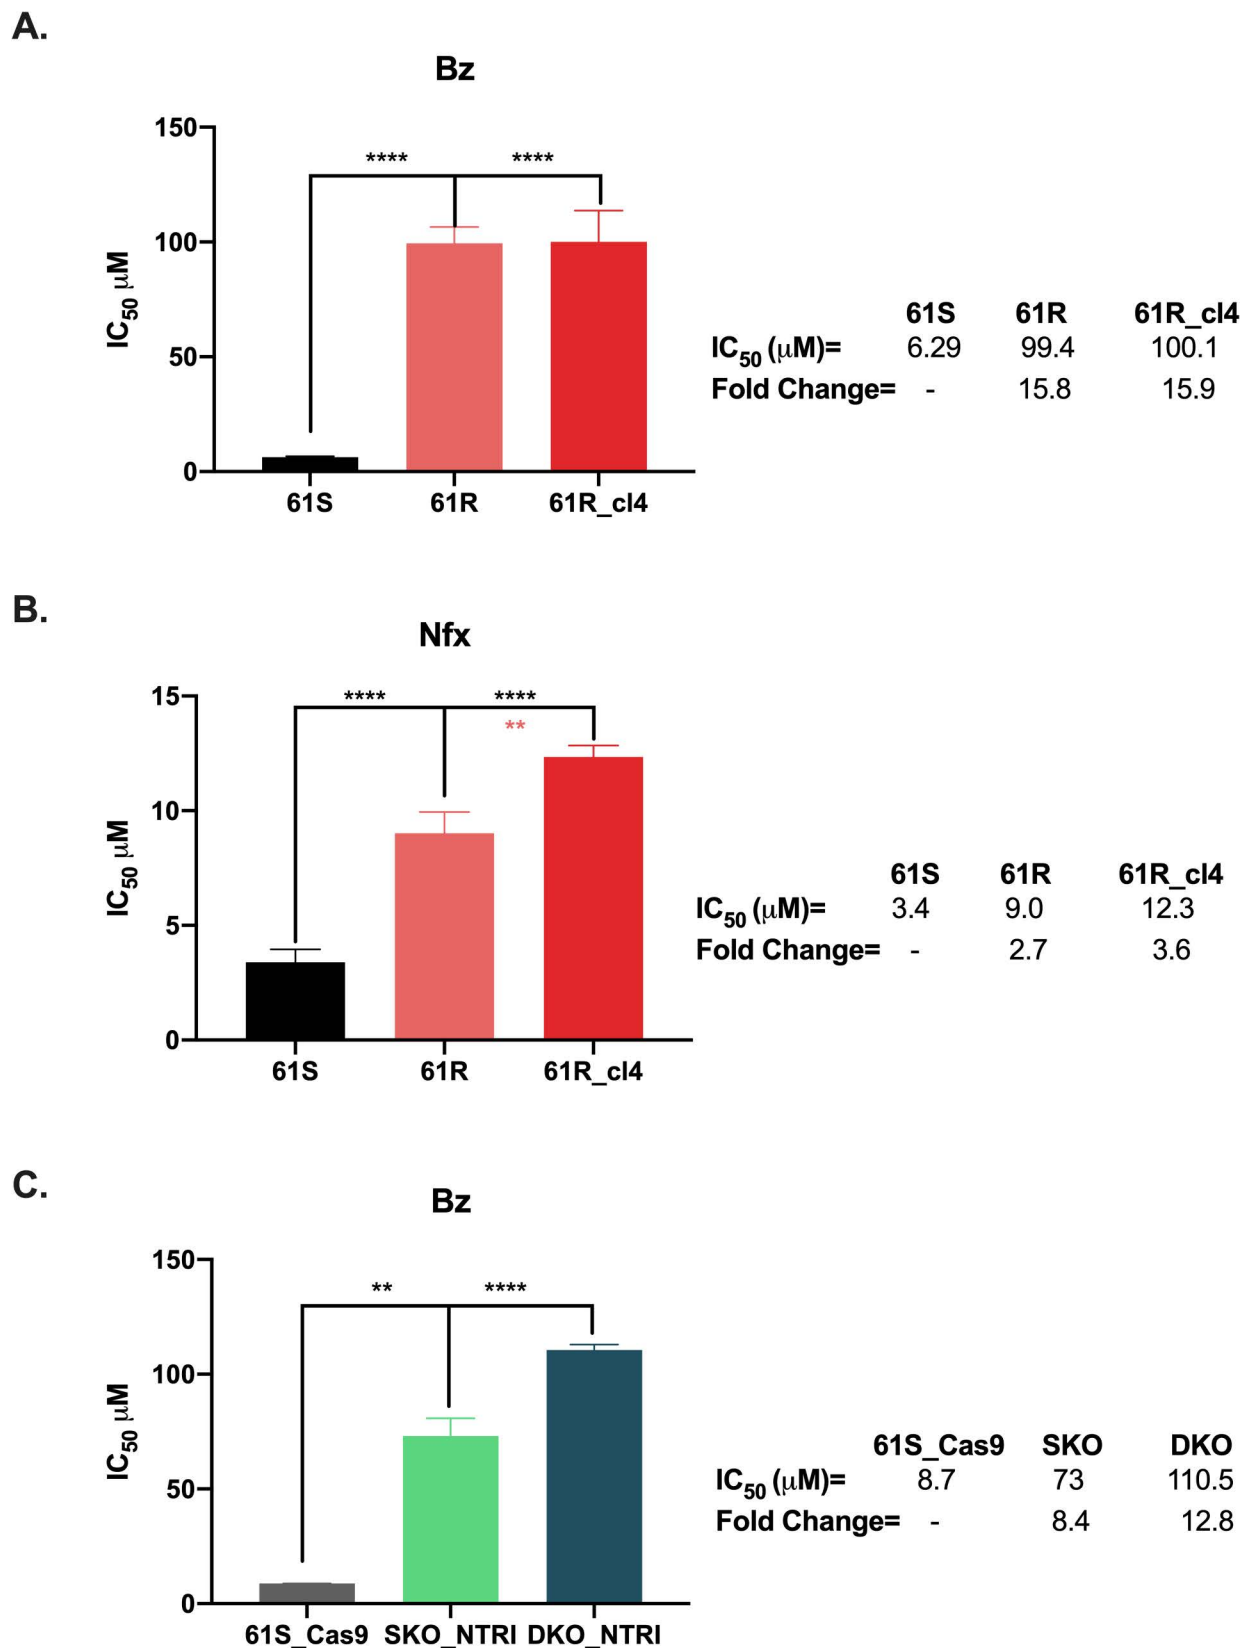 A.
Bz
150
100
50
0
IC50 μM
**** ****
61S 61R 61R_cl4
61S 61R 61R_cl4
IC50 (μM)= 6.29 99.4 100.1
Fold Change= - 15.8 15.9
B.
Nfx
15
10
5
0
IC50 μM
**** ****
**
61S 61R 61R_cl4
61S 61R 61R_cl4
IC50 (μM)= 3.4 9.0 12.3
Fold Change= - 2.7 3.6
C.
Bz
150
100
50
0
IC50 μM
** ****
61S_Cas9 SKO_NTRI DKO_NTRI
61S_Cas9 SKO DKO
IC50 (μM)= 8.7 73 110.5
Fold Change= - 8.4 12.8